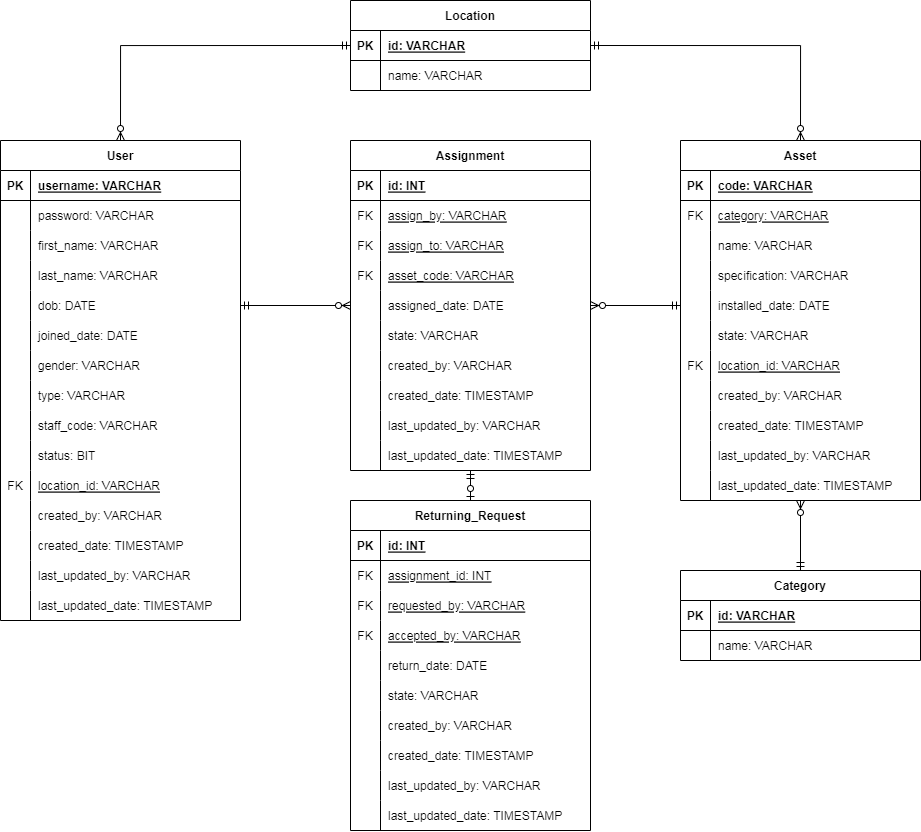 Location
PK id: VARCHAR
name: VARCHAR
User
PK username: VARCHAR
password: VARCHAR
first_name: VARCHAR
last_name: VARCHAR
dob: DATE
joined_date: DATE
gender: VARCHAR
type: VARCHAR
staff_code: VARCHAR
status: BIT
FK location_id: VARCHAR
created_by: VARCHAR
created_date: TIMESTAMP
last_updated_by: VARCHAR
last_updated_date: TIMESTAMP
Assignment
PK id: INT
FK assign_by: VARCHAR
FK assign_to: VARCHAR
FK asset_code: VARCHAR
assigned_date: DATE
state: VARCHAR
created_by: VARCHAR
created_date: TIMESTAMP
last_updated_by: VARCHAR
last_updated_date: TIMESTAMP
Asset
PK code: VARCHAR
FK category: VARCHAR
name: VARCHAR
specification: VARCHAR
installed_date: DATE
state: VARCHAR
FK location_id: VARCHAR
created_by: VARCHAR
created_date: TIMESTAMP
last_updated_by: VARCHAR
last_updated_date: TIMESTAMP
Returning_Request
PK id: INT
FK assignment_id: INT
FK requested_by: VARCHAR
FK accepted_by: VARCHAR
return_date: DATE
state: VARCHAR
created_by: VARCHAR
created_date: TIMESTAMP
last_updated_by: VARCHAR
last_updated_date: TIMESTAMP
Category
PK id: VARCHAR
name: VARCHAR